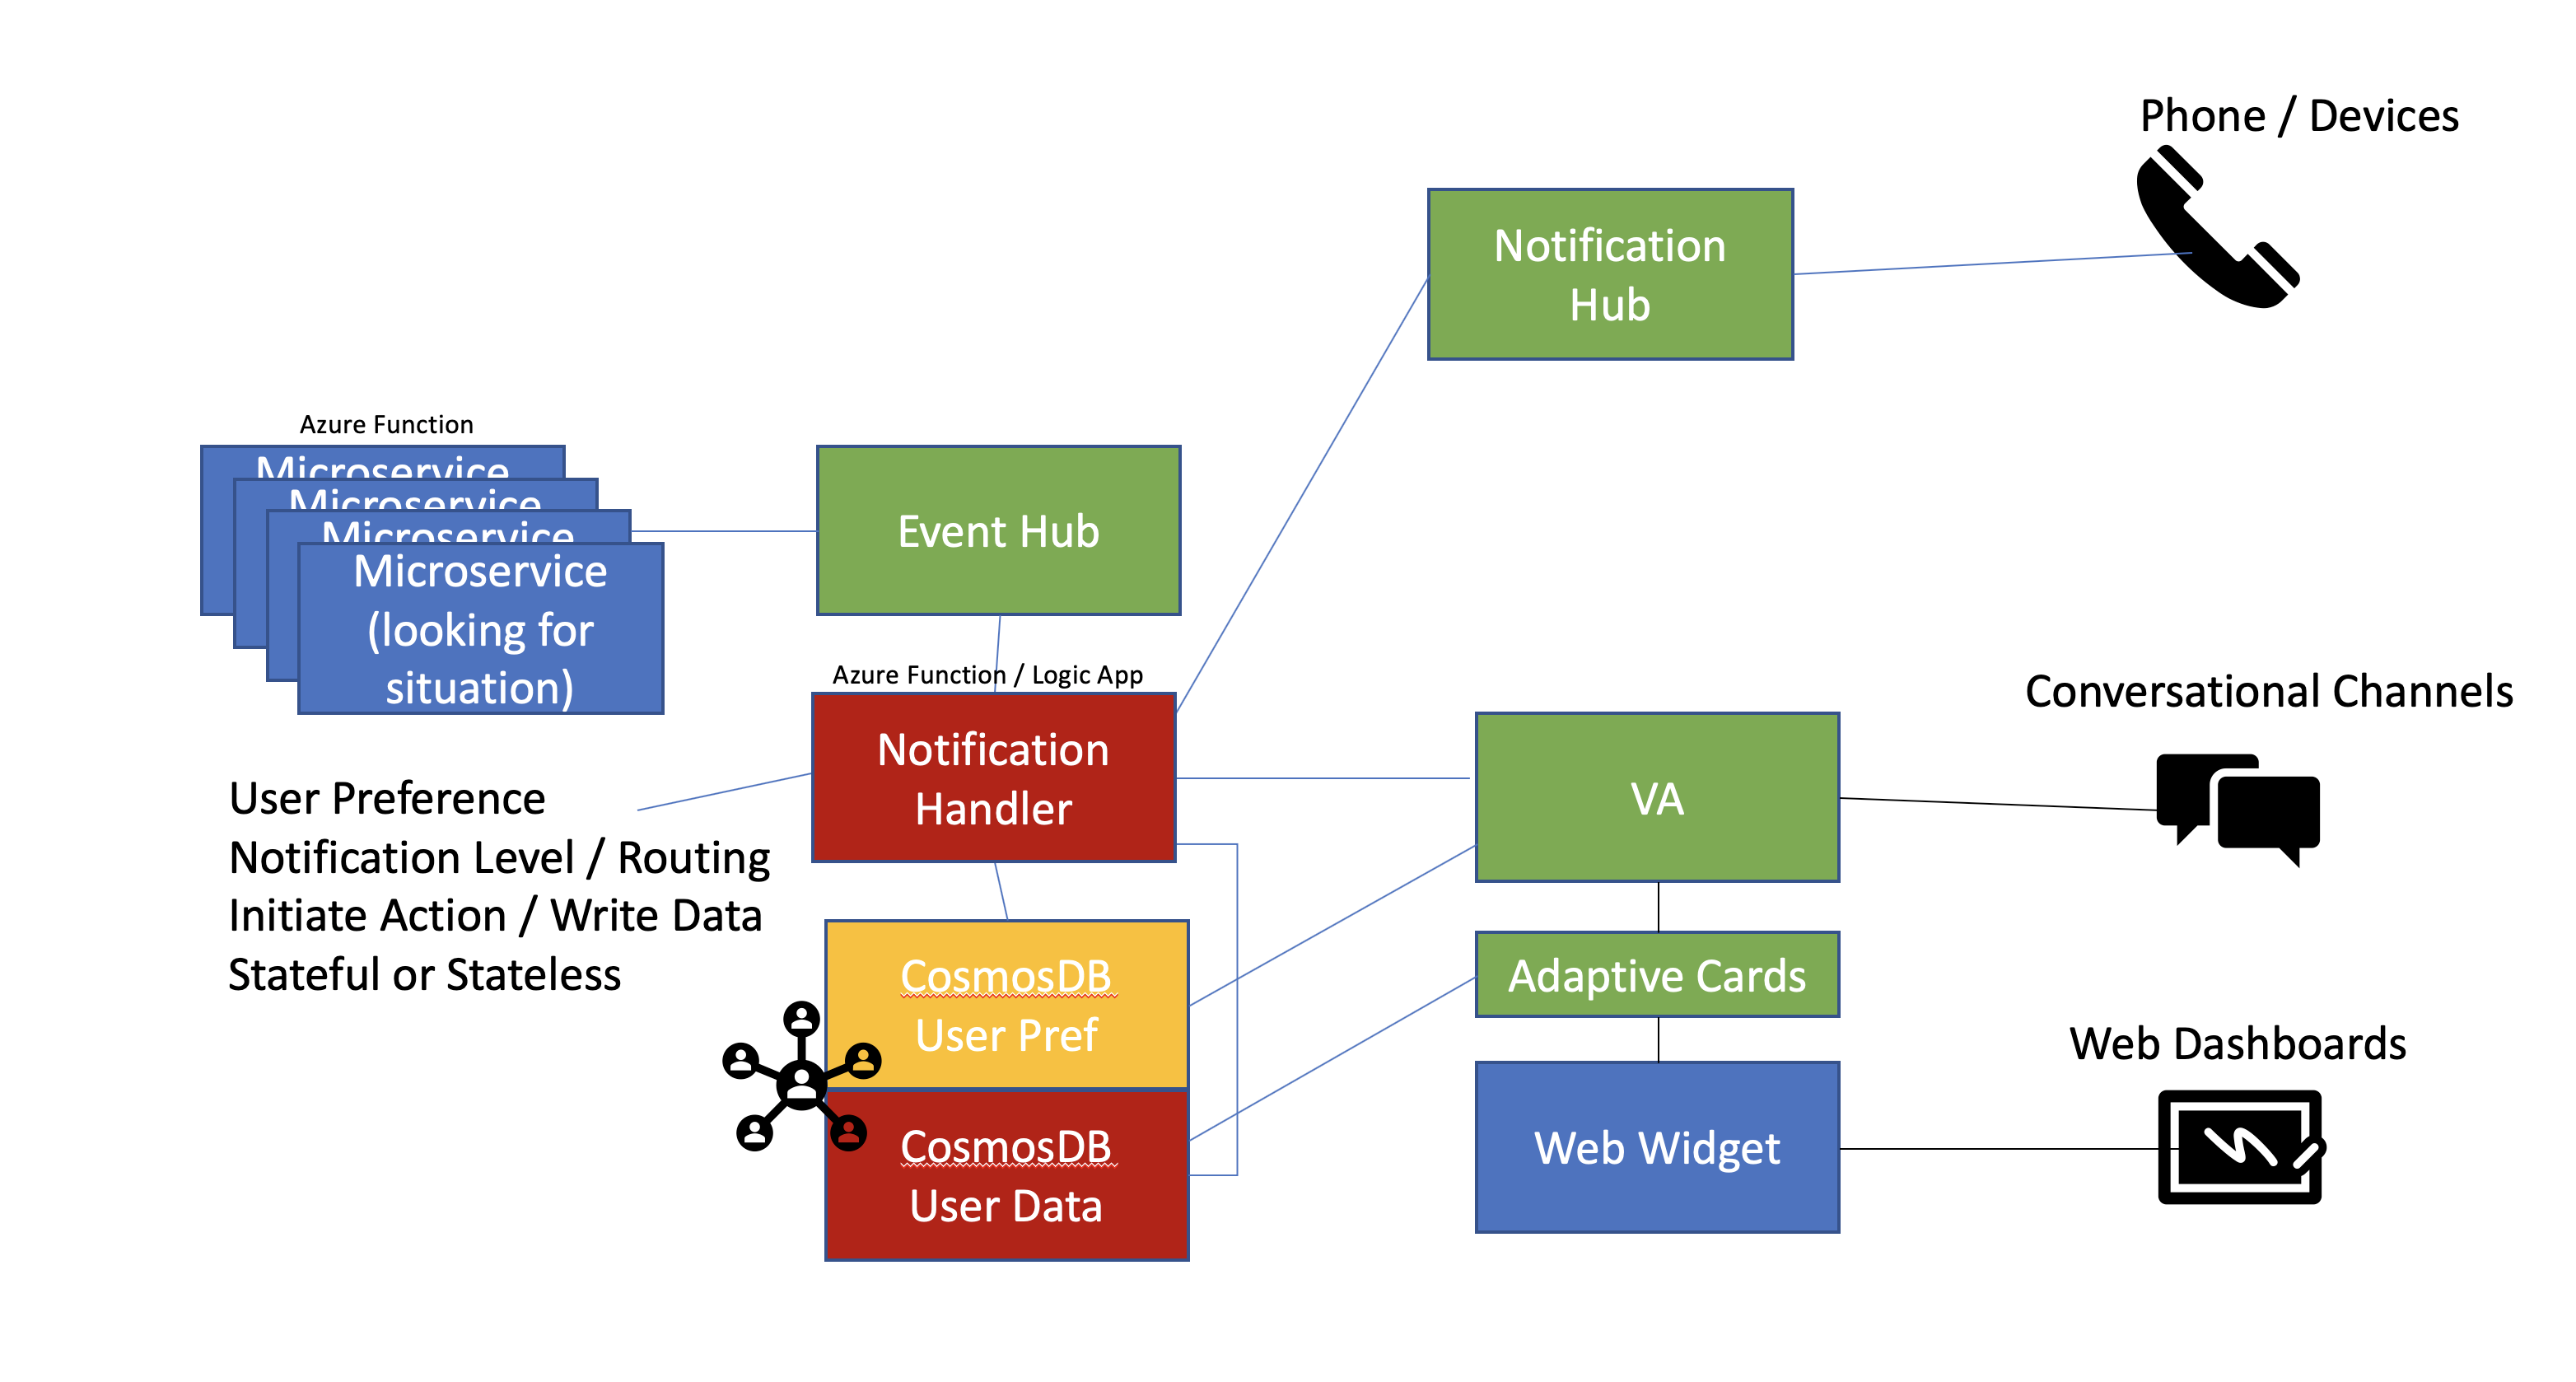 Phone / Devices
Notification
Hub
Azure Function
Microservice
Microservice
Microservice
Microservice
(looking for
situation)
Event Hub
Azure Function / Logic App
Notification
Handler
User Preference
Notification Level / Routing
Initiate Action / Write Data
Stateful or Stateless
CosmosDB
User Pref
CosmosDB
User Data
VA
Adaptive Cards
Web Widget
Conversational Channels
Web Dashboards